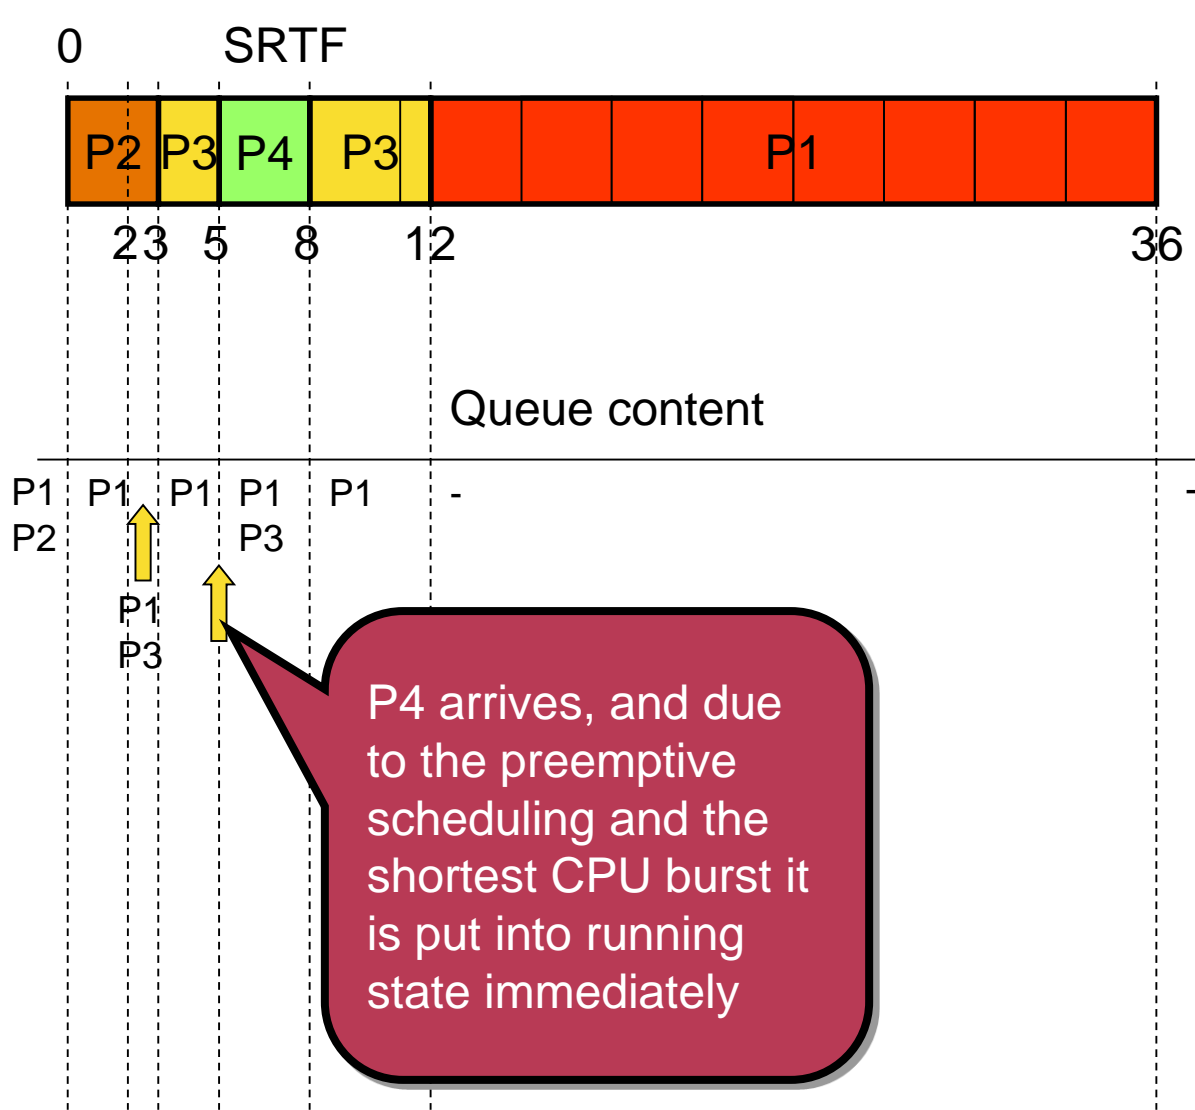 0 SRTF
P2 P3 P4 P3 P1
2 3 5 8 12 36
Queue content
P1 P1 P1 P1 P1 - -
P2 P3
P1
P3
P4 arrives, and due
to the preemptive
scheduling and the
shortest CPU burst it
is put into running
state immediately